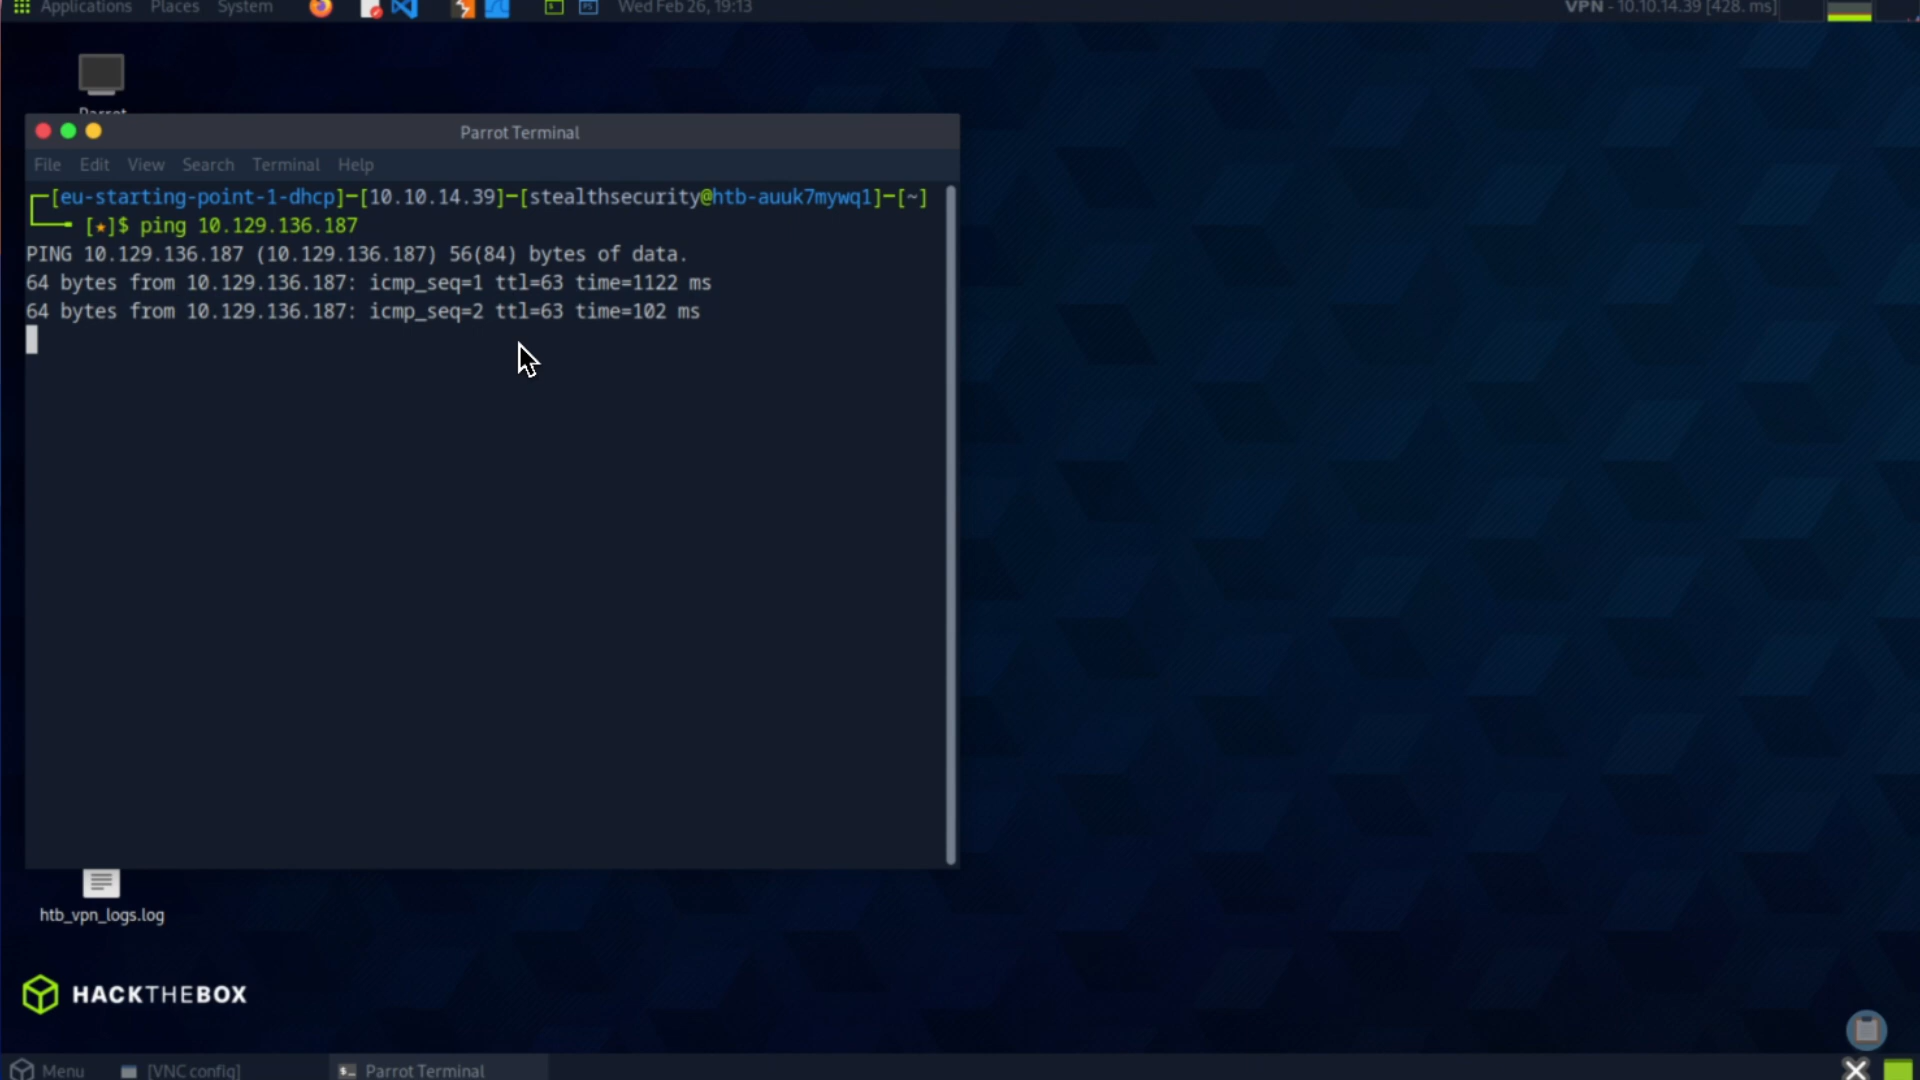 Applications Places System Wed Feb 26, 19:13 VPN - 10.10.14.39 [428. ms]
Parrot
Parrot Terminal
File Edit View Search Terminal Help
┌─[eu-starting-point-1-dhcp]─[10.10.14.39]─[stealthsecurity@htb-auuk7mywq1]─[~]
└──╼ [★]$ ping 10.129.136.187
PING 10.129.136.187 (10.129.136.187) 56(84) bytes of data.
64 bytes from 10.129.136.187: icmp_seq=1 ttl=63 time=1122 ms
64 bytes from 10.129.136.187: icmp_seq=2 ttl=63 time=102 ms
htb_vpn_logs.log
HACKTHEBOX
Menu [VNC config] Parrot Terminal